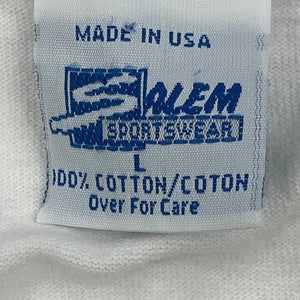 MADE IN USA
SALEM
SPORTSWEAR
L
100% COTTON/COTON
Over For Care